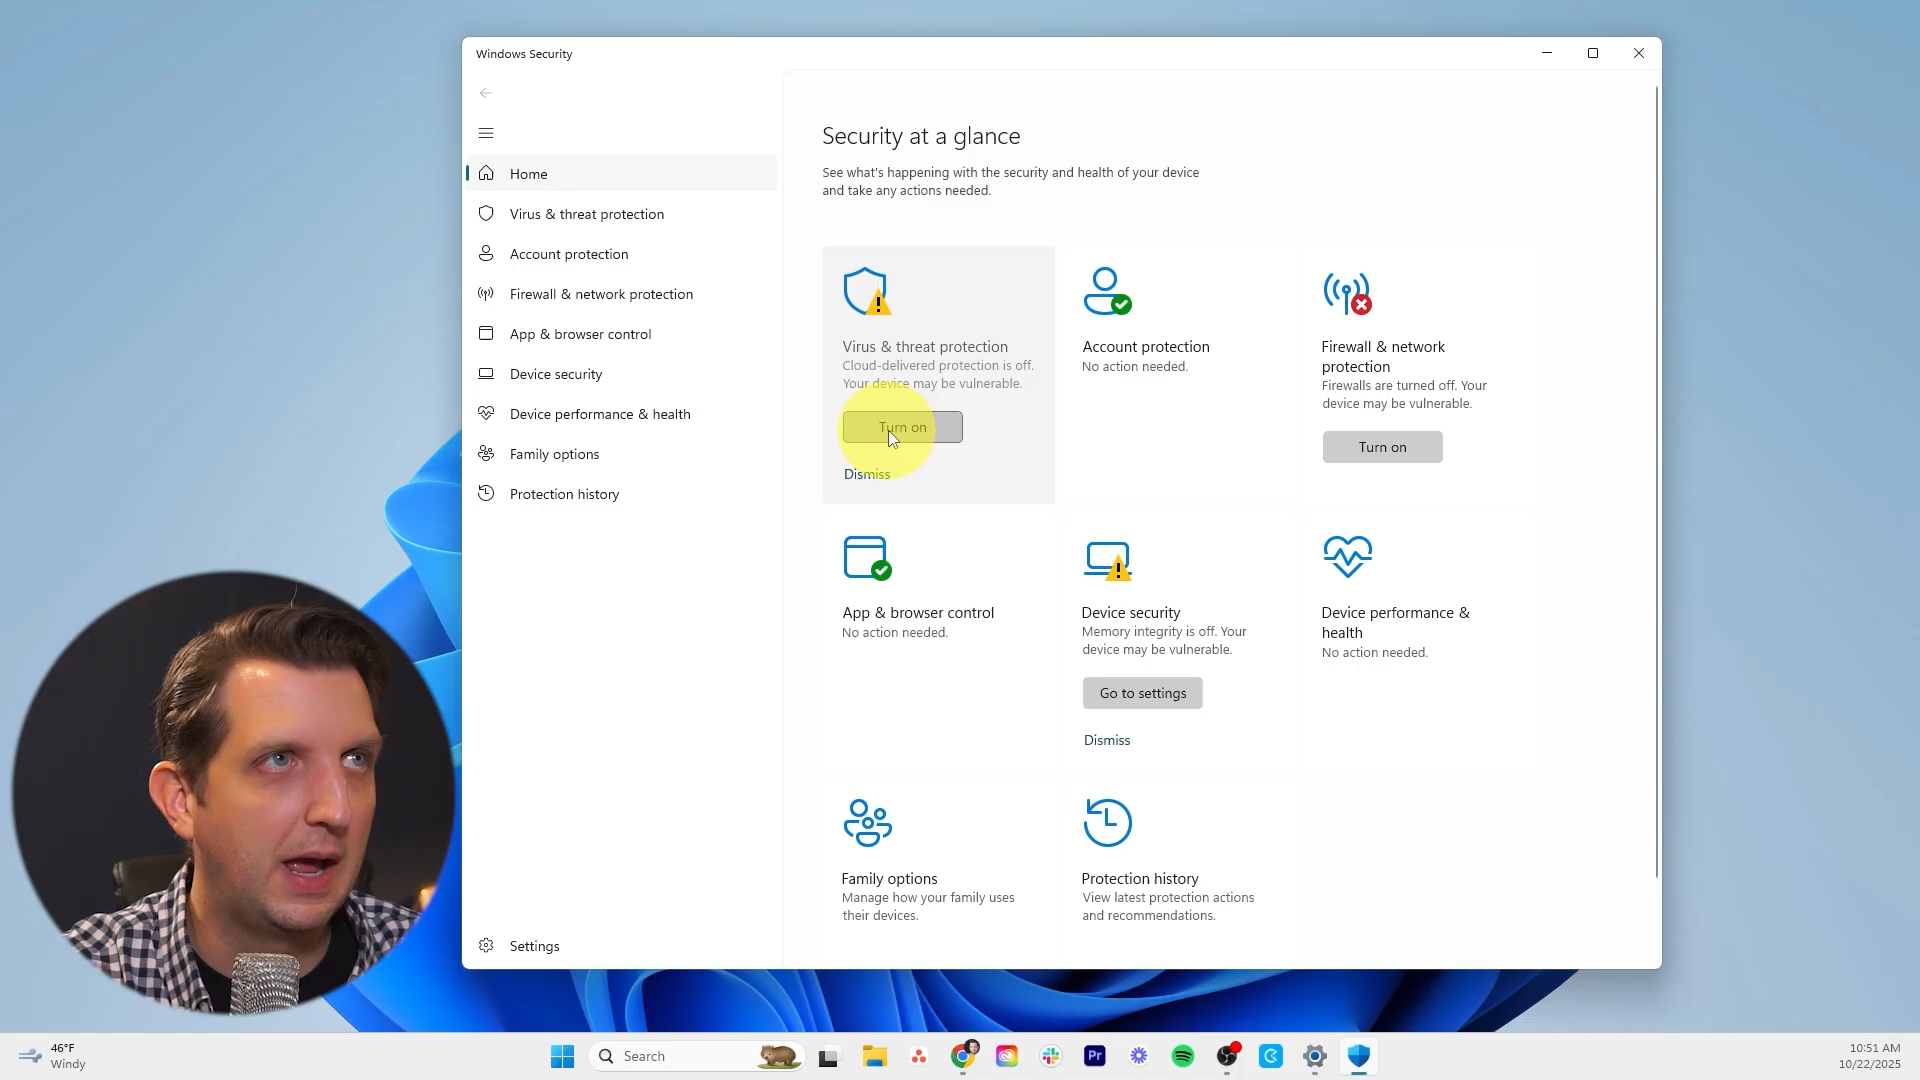 Windows Security
Home
Virus & threat protection
Account protection
Firewall & network protection
App & browser control
Device security
Device performance & health
Family options
Protection history
Settings
Security at a glance
See what's happening with the security and health of your device
and take any actions needed.
Virus & threat protection
Cloud-delivered protection is off.
Your device may be vulnerable.
Turn on
Dismiss
Account protection
No action needed.
Firewall & network
protection
Firewalls are turned off. Your
device may be vulnerable.
Turn on
App & browser control
No action needed.
Device security
Memory integrity is off. Your
device may be vulnerable.
Go to settings
Dismiss
Device performance &
health
No action needed.
Family options
Manage how your family uses
their devices.
Protection history
View latest protection actions
and recommendations.
46°F
Windy
Search
Pr
10:51 AM
10/22/2025